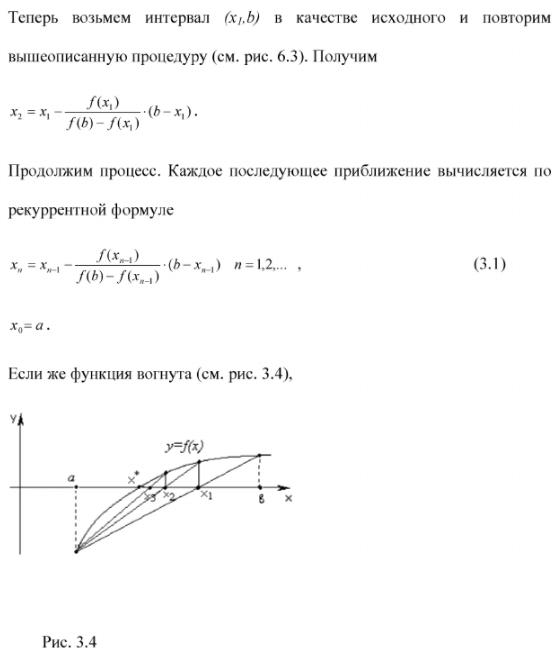 Теперь возьмем интервал (x₁,b) в качестве исходного и повторим
вышеописанную процедуру (см. рис. 6.3). Получим
x₂ = x₁ − f(x₁) / (f(b) − f(x₁)) · (b − x₁).
Продолжим процесс. Каждое последующее приближение вычисляется по
рекуррентной формуле
xₙ = xₙ₋₁ − f(xₙ₋₁) / (f(b) − f(xₙ₋₁)) · (b − xₙ₋₁) n = 1,2,... , (3.1)
x₀ = a.
Если же функция вогнута (см. рис. 3.4),
y
y=f(x)
a x* x3 x2 x1 в x
Рис. 3.4